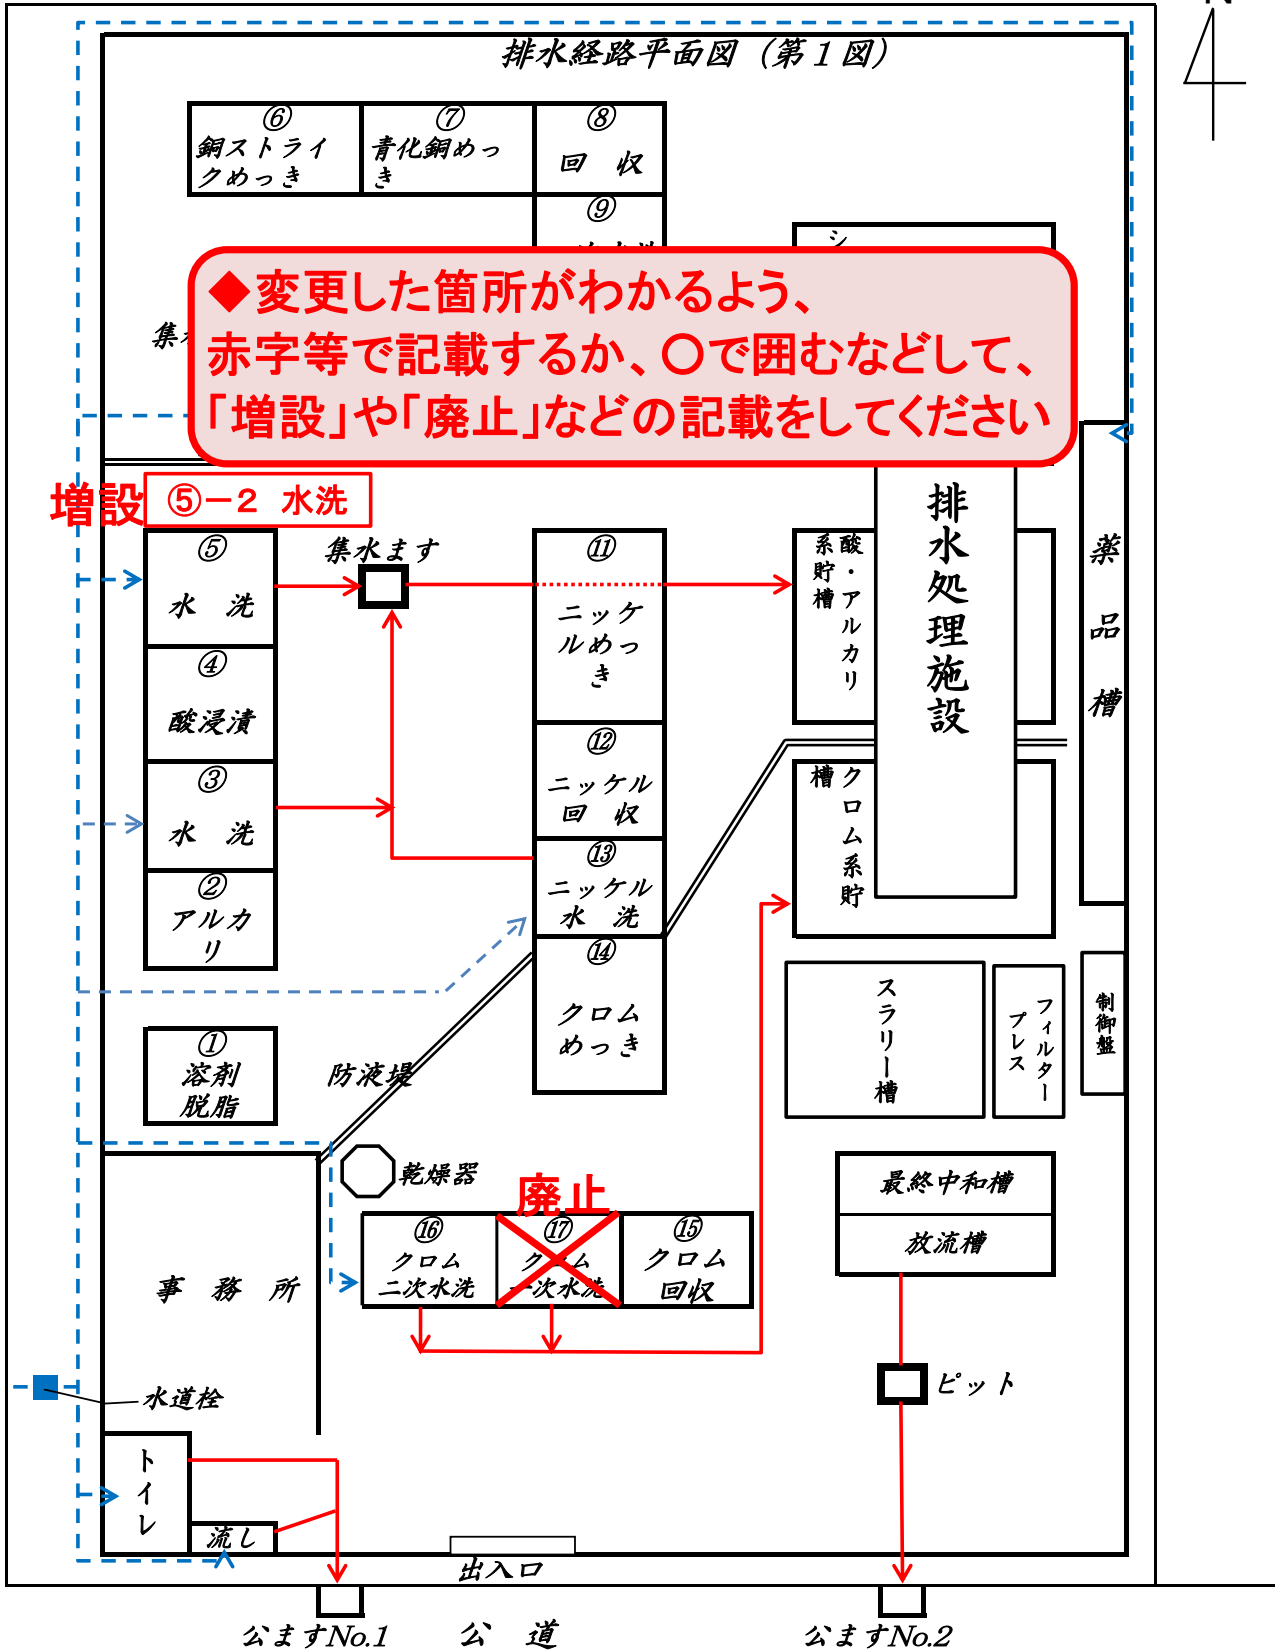 N
排水経路平面図（第１図）
⑥
銅ストライ
クめっき
⑦
青化銅めっ
き
⑧
回　収
⑨
シ
集
◆変更した箇所がわかるよう、
赤字等で記載するか、〇で囲むなどして、
「増設」や「廃止」などの記載をしてください
増設
⑤－２ 水洗
⑤
水　洗
④
酸浸漬
③
水　洗
②
アルカ
リ
①
溶剤
脱脂
集水ます
⑪
ニッケ
ルめっ
き
⑫
ニッケル
回　収
⑬
ニッケル
水　洗
⑭
クロム
めっき
酸・アルカリ
系貯槽
排水処理施設
クロム系貯
槽
薬品槽
スラリー槽
フィルター
プレス
制御盤
防液堤
乾燥器
廃止
⑯
クロム
二次水洗
⑰
クロム
一次水洗
⑮
クロム
回収
最終中和槽
放流槽
ピット
事　務　所
水道栓
トイレ
流し
出入口
公ますNo.1
公　道
公ますNo.2